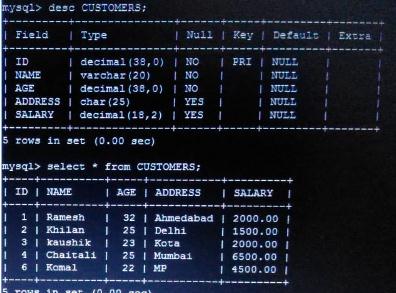 mysql> desc CUSTOMERS;
| Field | Type | Null | Key | Default | Extra |
| ID | decimal(38,0) | NO | PRI | NULL | |
| NAME | varchar(20) | NO | | NULL | |
| AGE | decimal(38,0) | NO | | NULL | |
| ADDRESS | char(25) | YES | | NULL | |
| SALARY | decimal(18,2) | YES | | NULL | |
5 rows in set (0.00 sec)
mysql> select * from CUSTOMERS;
| ID | NAME | AGE | ADDRESS | SALARY |
| 1 | Ramesh | 32 | Ahmedabad | 2000.00 |
| 2 | Khilan | 25 | Delhi | 1500.00 |
| 3 | kaushik | 23 | Kota | 2000.00 |
| 4 | Chaitali | 25 | Mumbai | 6500.00 |
| 6 | Komal | 22 | MP | 4500.00 |
5 rows in set (0.00 sec)